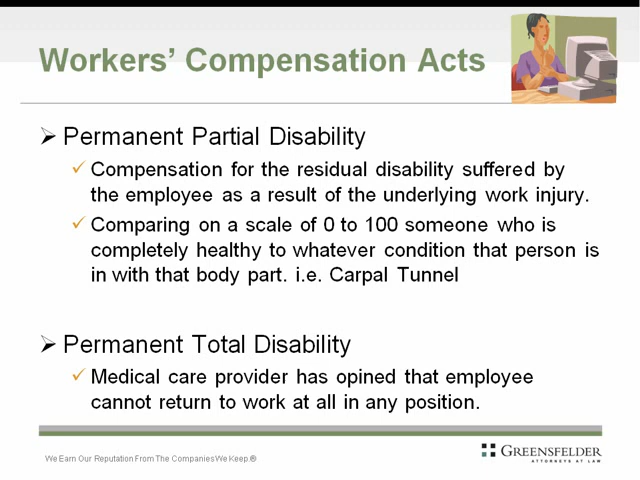 Workers’ Compensation Acts
➢ Permanent Partial Disability
✓ Compensation for the residual disability suffered by
the employee as a result of the underlying work injury.
✓ Comparing on a scale of 0 to 100 someone who is
completely healthy to whatever condition that person is
in with that body part. i.e. Carpal Tunnel
➢ Permanent Total Disability
✓ Medical care provider has opined that employee
cannot return to work at all in any position.
We Earn Our Reputation From The Companies We Keep.®
GREENSFELDER
ATTORNEYS AT LAW